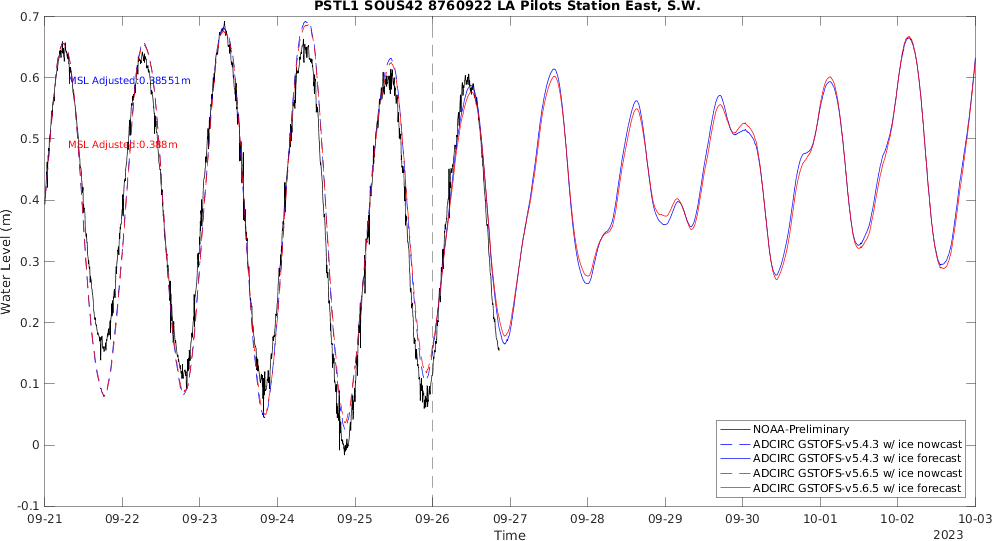 PSTL1 SOUS42 8760922 LA Pilots Station East, S.W.
0.7
0.6
0.5
0.4
0.3
0.2
0.1
0
-0.1
Water Level (m)
MSL Adjusted:0.38551m
MSL Adjusted:0.388m
NOAA-Preliminary
ADCIRC GSTOFS-v5.4.3 w/ ice nowcast
ADCIRC GSTOFS-v5.4.3 w/ ice forecast
ADCIRC GSTOFS-v5.6.5 w/ ice nowcast
ADCIRC GSTOFS-v5.6.5 w/ ice forecast
09-21 09-22 09-23 09-24 09-25 09-26 09-27 09-28 09-29 09-30 10-01 10-02 10-03
Time
2023